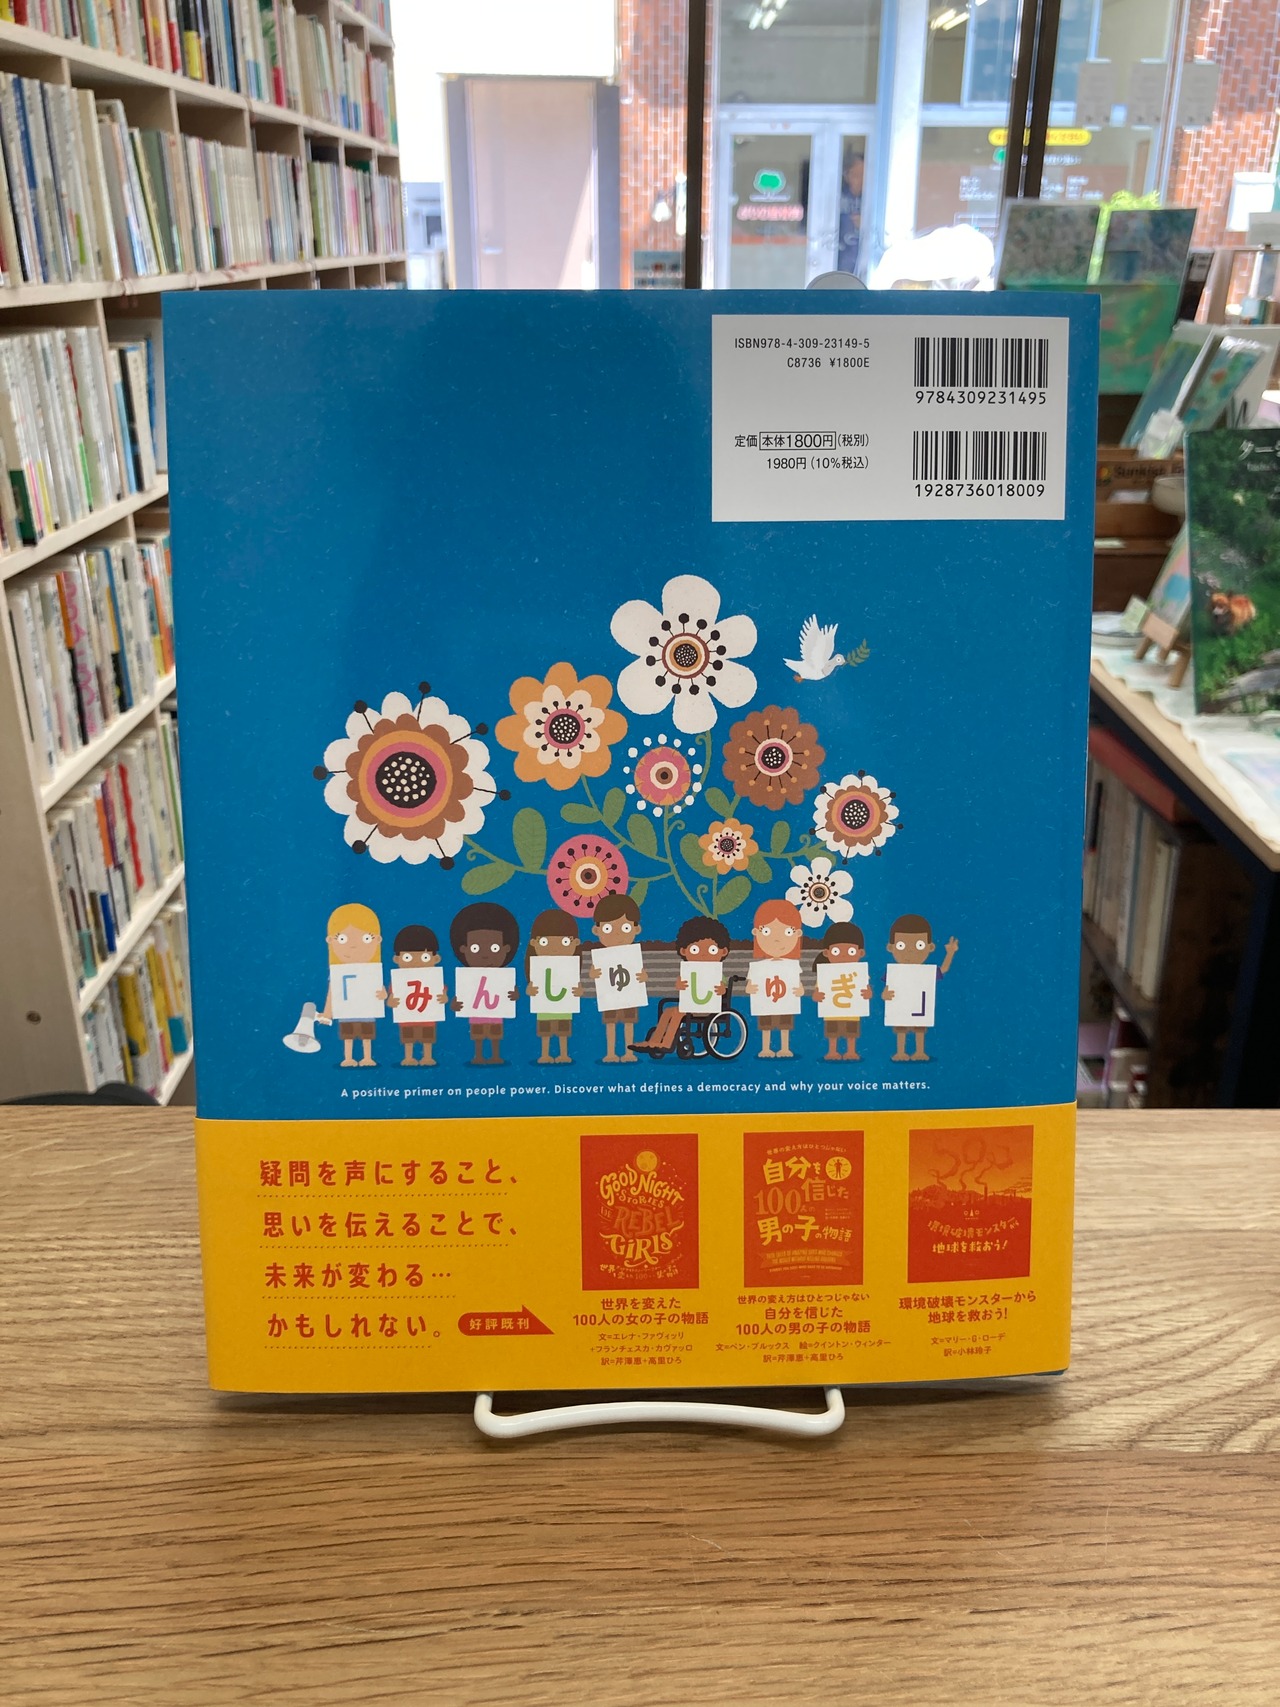 ISBN978-4-309-23149-5
C8736 ¥1800E
9784309231495
定価 本体1800円(税別)
1980円(10%税込)
1928736018009
「みんしゅしゅぎ」
A positive primer on people power. Discover what defines a democracy and why your voice matters.
疑問を声にすること、
思いを伝えることで、
未来が変わる…
かもしれない。
好評既刊
GOOD NIGHT
STORIES
FOR REBEL
GIRLS
世界を変えた
100人の女の子の物語
文=エレナ・ファヴィッリ
+フランチェスカ・カヴァッロ
訳=芹澤恵+高里ひろ
世界の変え方はひとつじゃない
自分を
信じた
100人の
男の子の物語
世界の変え方はひとつじゃない
自分を信じた
100人の男の子の物語
文=ベン・ブルックス 絵=クイントン・ウィンター
訳=芹澤恵+高里ひろ
環境破壊モンスターから
地球を救おう!
環境破壊モンスターから
地球を救おう!
文=マリー・G・ローデ
訳=小林玲子